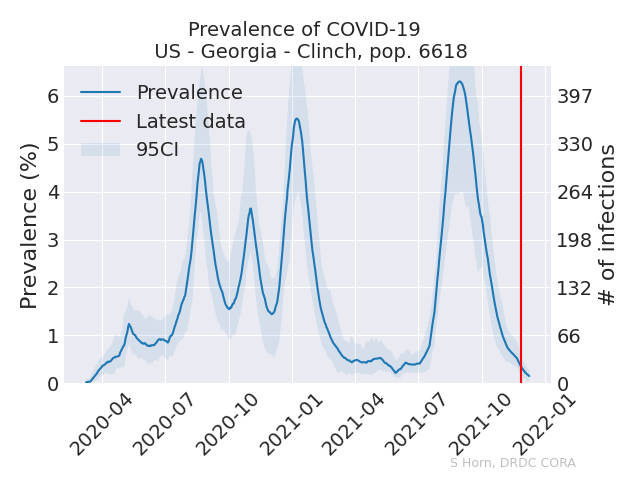 Prevalence of COVID-19
US - Georgia - Clinch, pop. 6618
Prevalence
Latest data
95CI
Prevalence (%)
6
5
4
3
2
1
0
397
330
264
198
132
66
0
# of infections
2020-04
2020-07
2020-10
2021-01
2021-04
2021-07
2021-10
2022-01
S Horn, DRDC CORA